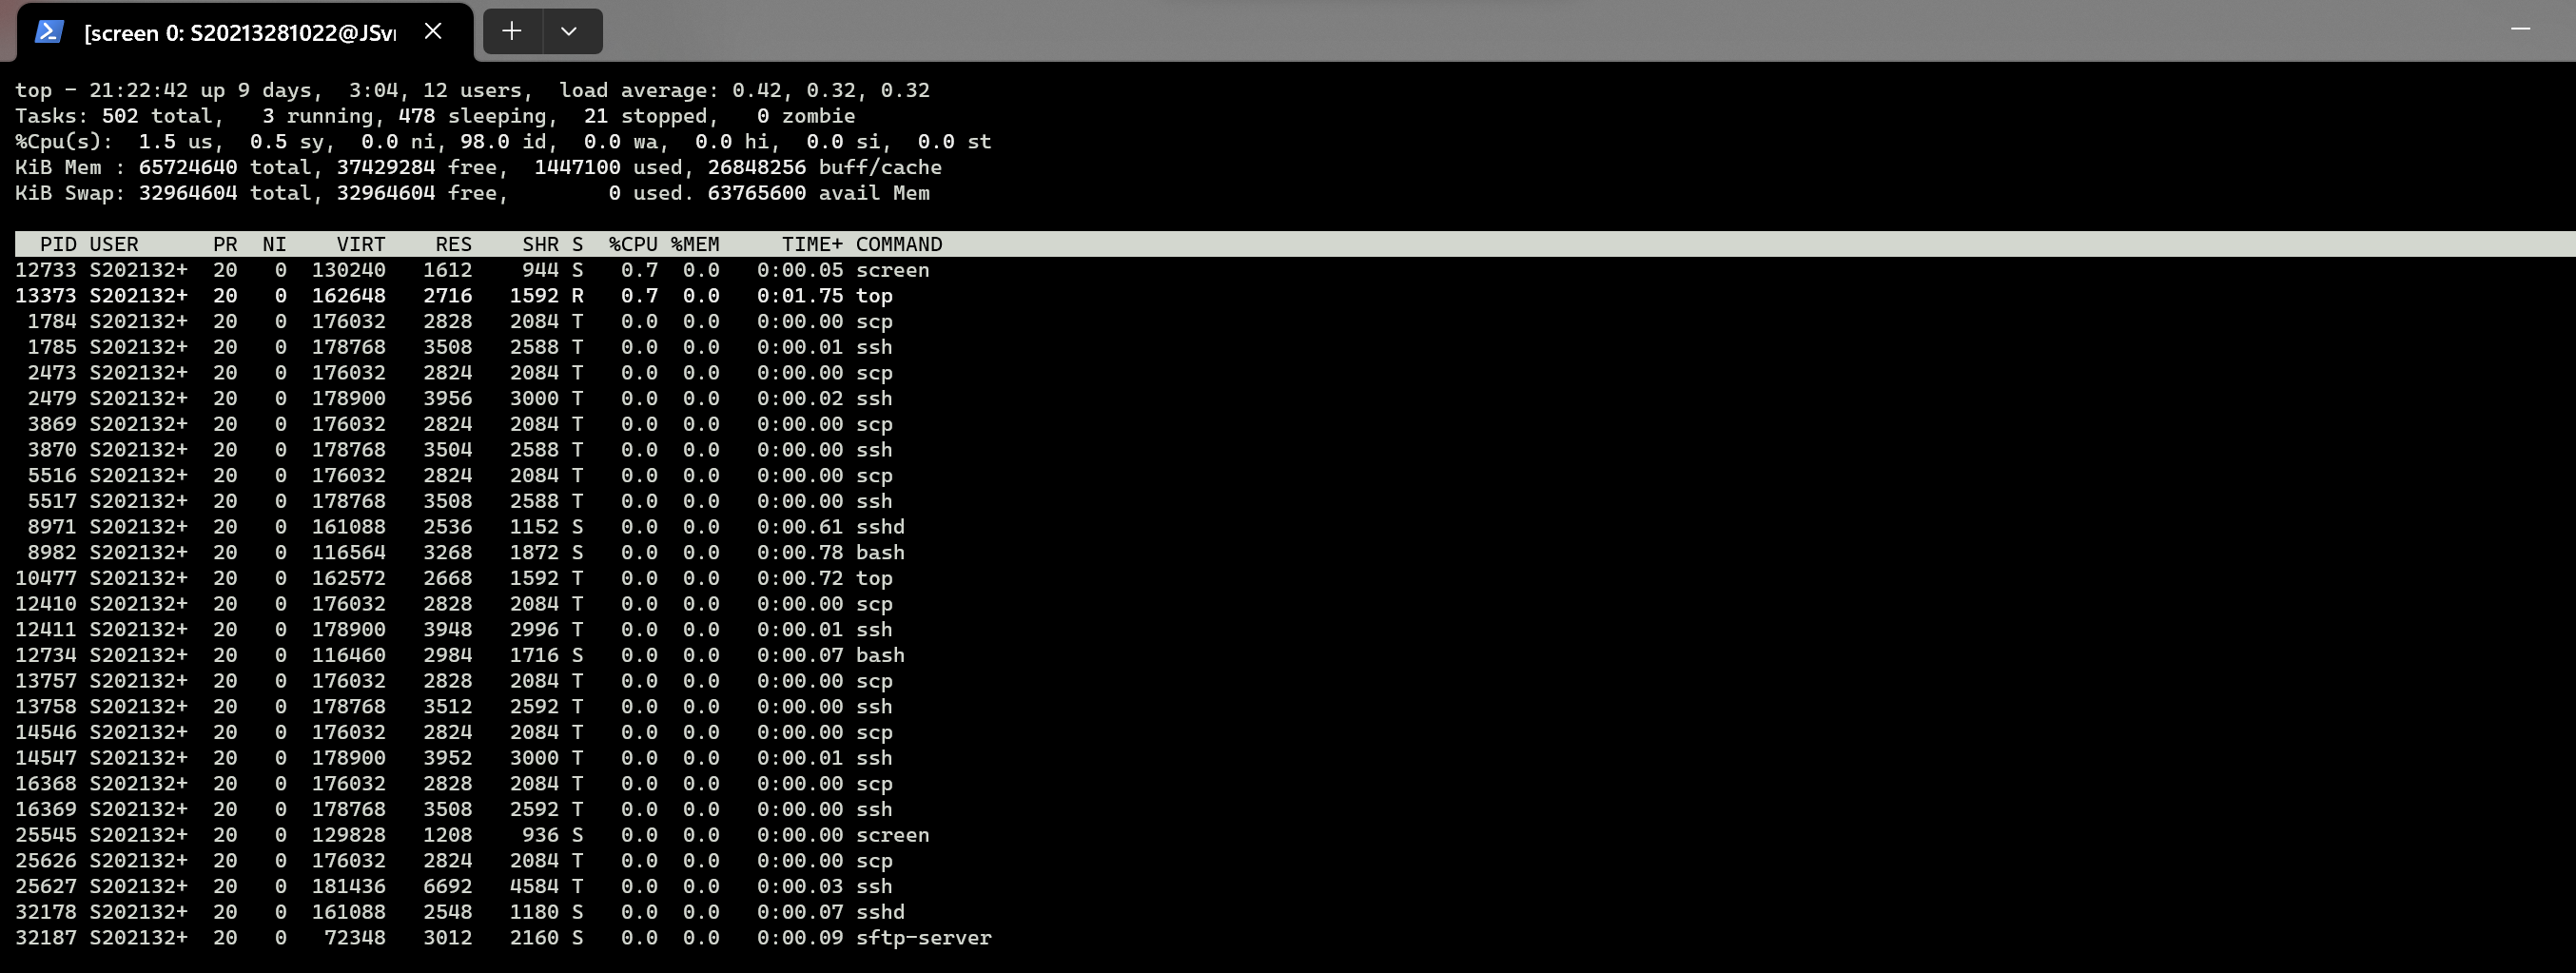 [screen 0: S20213281022@JSv
top - 21:22:42 up 9 days,  3:04, 12 users,  load average: 0.42, 0.32, 0.32
Tasks: 502 total,   3 running, 478 sleeping,  21 stopped,   0 zombie
%Cpu(s):  1.5 us,  0.5 sy,  0.0 ni, 98.0 id,  0.0 wa,  0.0 hi,  0.0 si,  0.0 st
KiB Mem : 65724640 total, 37429284 free,  1447100 used, 26848256 buff/cache
KiB Swap: 32964604 total, 32964604 free,        0 used. 63765600 avail Mem
  PID USER      PR  NI    VIRT    RES    SHR S  %CPU %MEM     TIME+ COMMAND
12733 S202132+  20   0  130240   1612    944 S   0.7  0.0   0:00.05 screen
13373 S202132+  20   0  162648   2716   1592 R   0.7  0.0   0:01.75 top
 1784 S202132+  20   0  176032   2828   2084 T   0.0  0.0   0:00.00 scp
 1785 S202132+  20   0  178768   3508   2588 T   0.0  0.0   0:00.01 ssh
 2473 S202132+  20   0  176032   2824   2084 T   0.0  0.0   0:00.00 scp
 2479 S202132+  20   0  178900   3956   3000 T   0.0  0.0   0:00.02 ssh
 3869 S202132+  20   0  176032   2824   2084 T   0.0  0.0   0:00.00 scp
 3870 S202132+  20   0  178768   3504   2588 T   0.0  0.0   0:00.00 ssh
 5516 S202132+  20   0  176032   2824   2084 T   0.0  0.0   0:00.00 scp
 5517 S202132+  20   0  178768   3508   2588 T   0.0  0.0   0:00.00 ssh
 8971 S202132+  20   0  161088   2536   1152 S   0.0  0.0   0:00.61 sshd
 8982 S202132+  20   0  116564   3268   1872 S   0.0  0.0   0:00.78 bash
10477 S202132+  20   0  162572   2668   1592 T   0.0  0.0   0:00.72 top
12410 S202132+  20   0  176032   2828   2084 T   0.0  0.0   0:00.00 scp
12411 S202132+  20   0  178900   3948   2996 T   0.0  0.0   0:00.01 ssh
12734 S202132+  20   0  116460   2984   1716 S   0.0  0.0   0:00.07 bash
13757 S202132+  20   0  176032   2828   2084 T   0.0  0.0   0:00.00 scp
13758 S202132+  20   0  178768   3512   2592 T   0.0  0.0   0:00.00 ssh
14546 S202132+  20   0  176032   2824   2084 T   0.0  0.0   0:00.00 scp
14547 S202132+  20   0  178900   3952   3000 T   0.0  0.0   0:00.01 ssh
16368 S202132+  20   0  176032   2828   2084 T   0.0  0.0   0:00.00 scp
16369 S202132+  20   0  178768   3508   2592 T   0.0  0.0   0:00.00 ssh
25545 S202132+  20   0  129828   1208    936 S   0.0  0.0   0:00.00 screen
25626 S202132+  20   0  176032   2824   2084 T   0.0  0.0   0:00.00 scp
25627 S202132+  20   0  181436   6692   4584 T   0.0  0.0   0:00.03 ssh
32178 S202132+  20   0  161088   2548   1180 S   0.0  0.0   0:00.07 sshd
32187 S202132+  20   0   72348   3012   2160 S   0.0  0.0   0:00.09 sftp-server